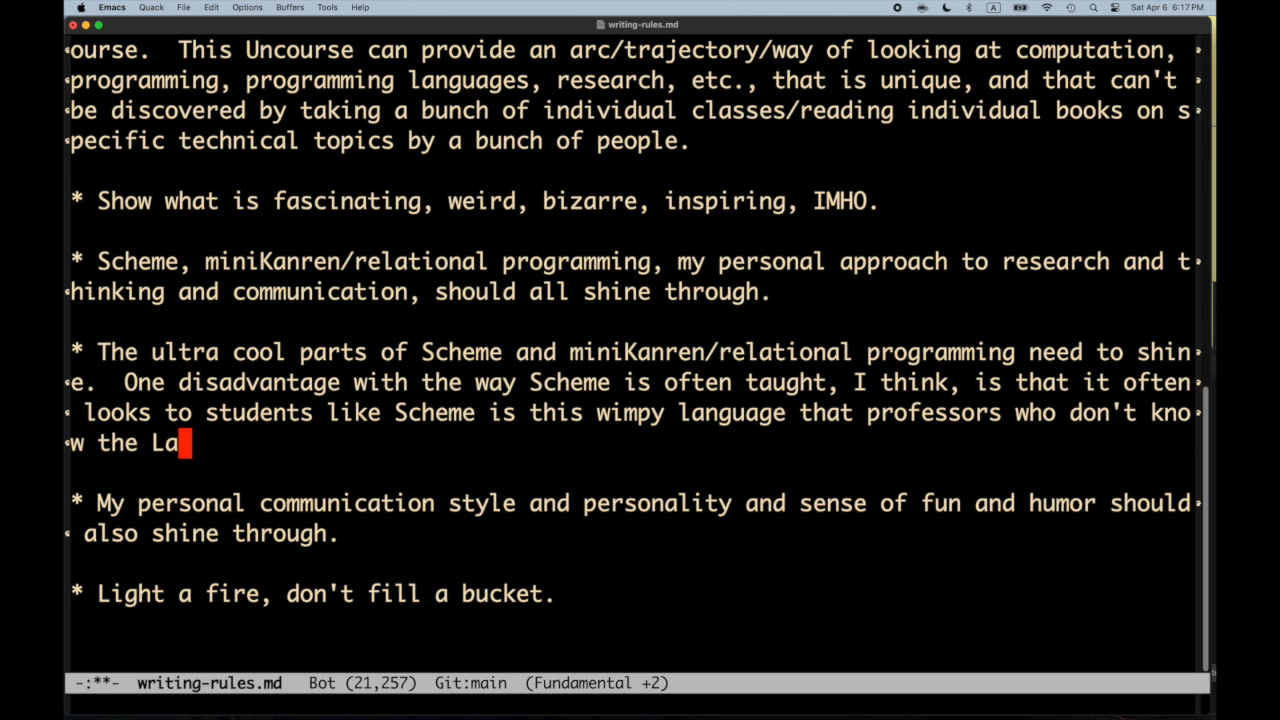 Emacs Quack File Edit Options Buffers Tools Help A Sat Apr 6 6:17 PM
writing-rules.md
ourse.  This Uncourse can provide an arc/trajectory/way of looking at computation,
programming, programming languages, research, etc., that is unique, and that can't
be discovered by taking a bunch of individual classes/reading individual books on s
pecific technical topics by a bunch of people.
* Show what is fascinating, weird, bizarre, inspiring, IMHO.
* Scheme, miniKanren/relational programming, my personal approach to research and t
hinking and communication, should all shine through.
* The ultra cool parts of Scheme and miniKanren/relational programming need to shin
e.  One disadvantage with the way Scheme is often taught, I think, is that it often
looks to students like Scheme is this wimpy language that professors who don't kno
w the La
* My personal communication style and personality and sense of fun and humor should
also shine through.
* Light a fire, don't fill a bucket.
-:**-  writing-rules.md   Bot (21,257)  Git:main  (Fundamental +2)